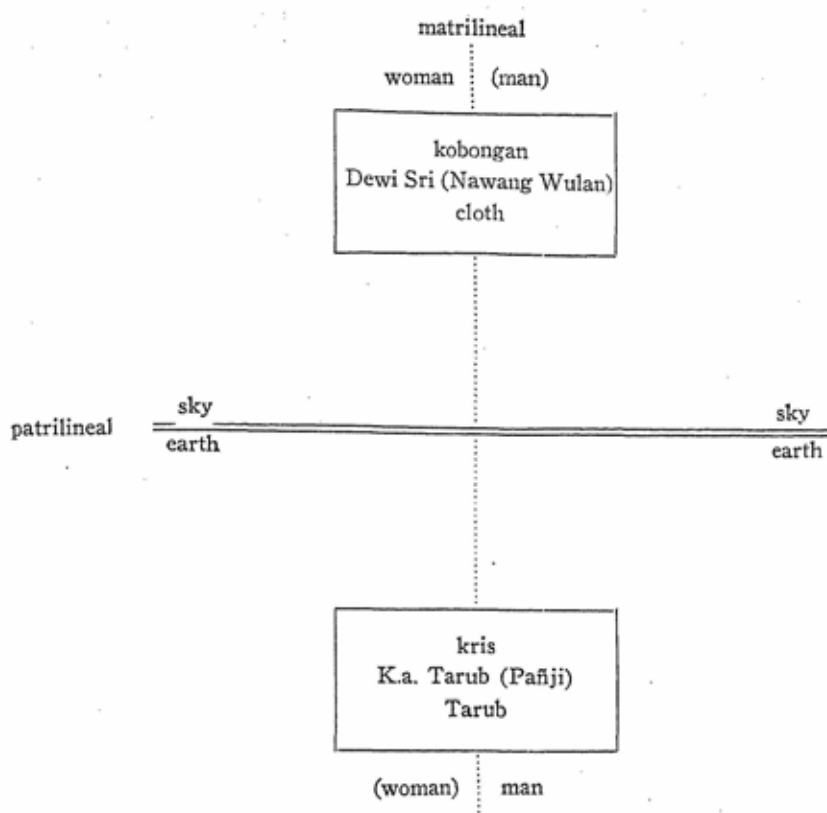 matrilineal
woman (man)
kobongan
Dewi Sri (Nawang Wulan)
cloth
sky sky
patrilineal
earth earth
kris
K.a. Tarub (Pañji)
Tarub
(woman) man